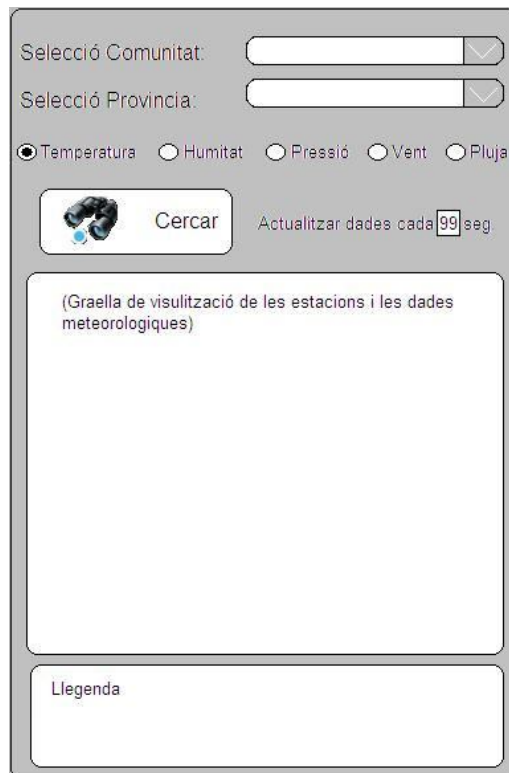 Selecció Comunitat:
Selecció Provincia:
Temperatura Humitat Pressió Vent Pluja
Cercar Actualitzar dades cada 99 seg.
(Graella de visulització de les estacions i les dades
meteorologiques)
Llegenda